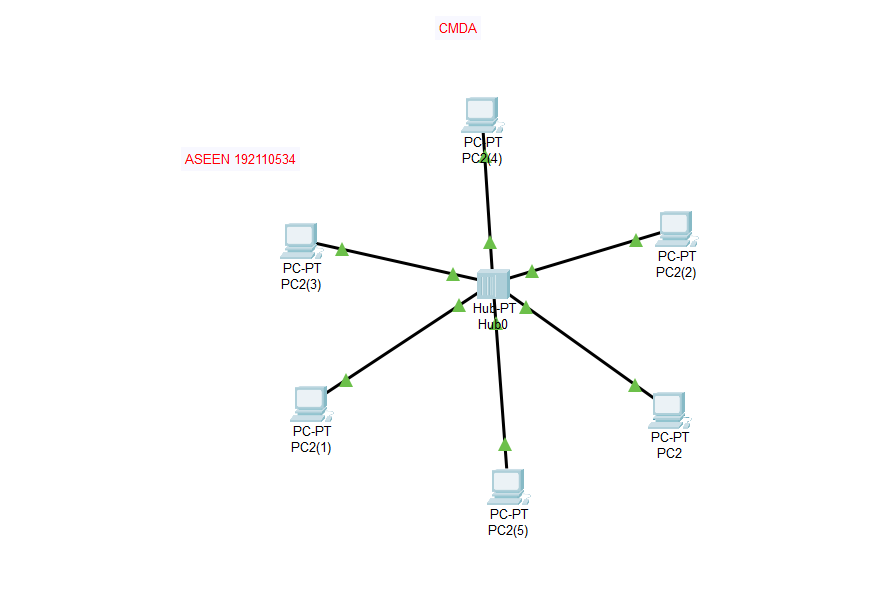 CMDA
PC-PT
PC2(4)
ASEEN 192110534
PC-PT
PC2(2)
PC-PT
PC2(3)
Hub-PT
Hub0
PC-PT
PC2(1)
PC-PT
PC2
PC-PT
PC2(5)